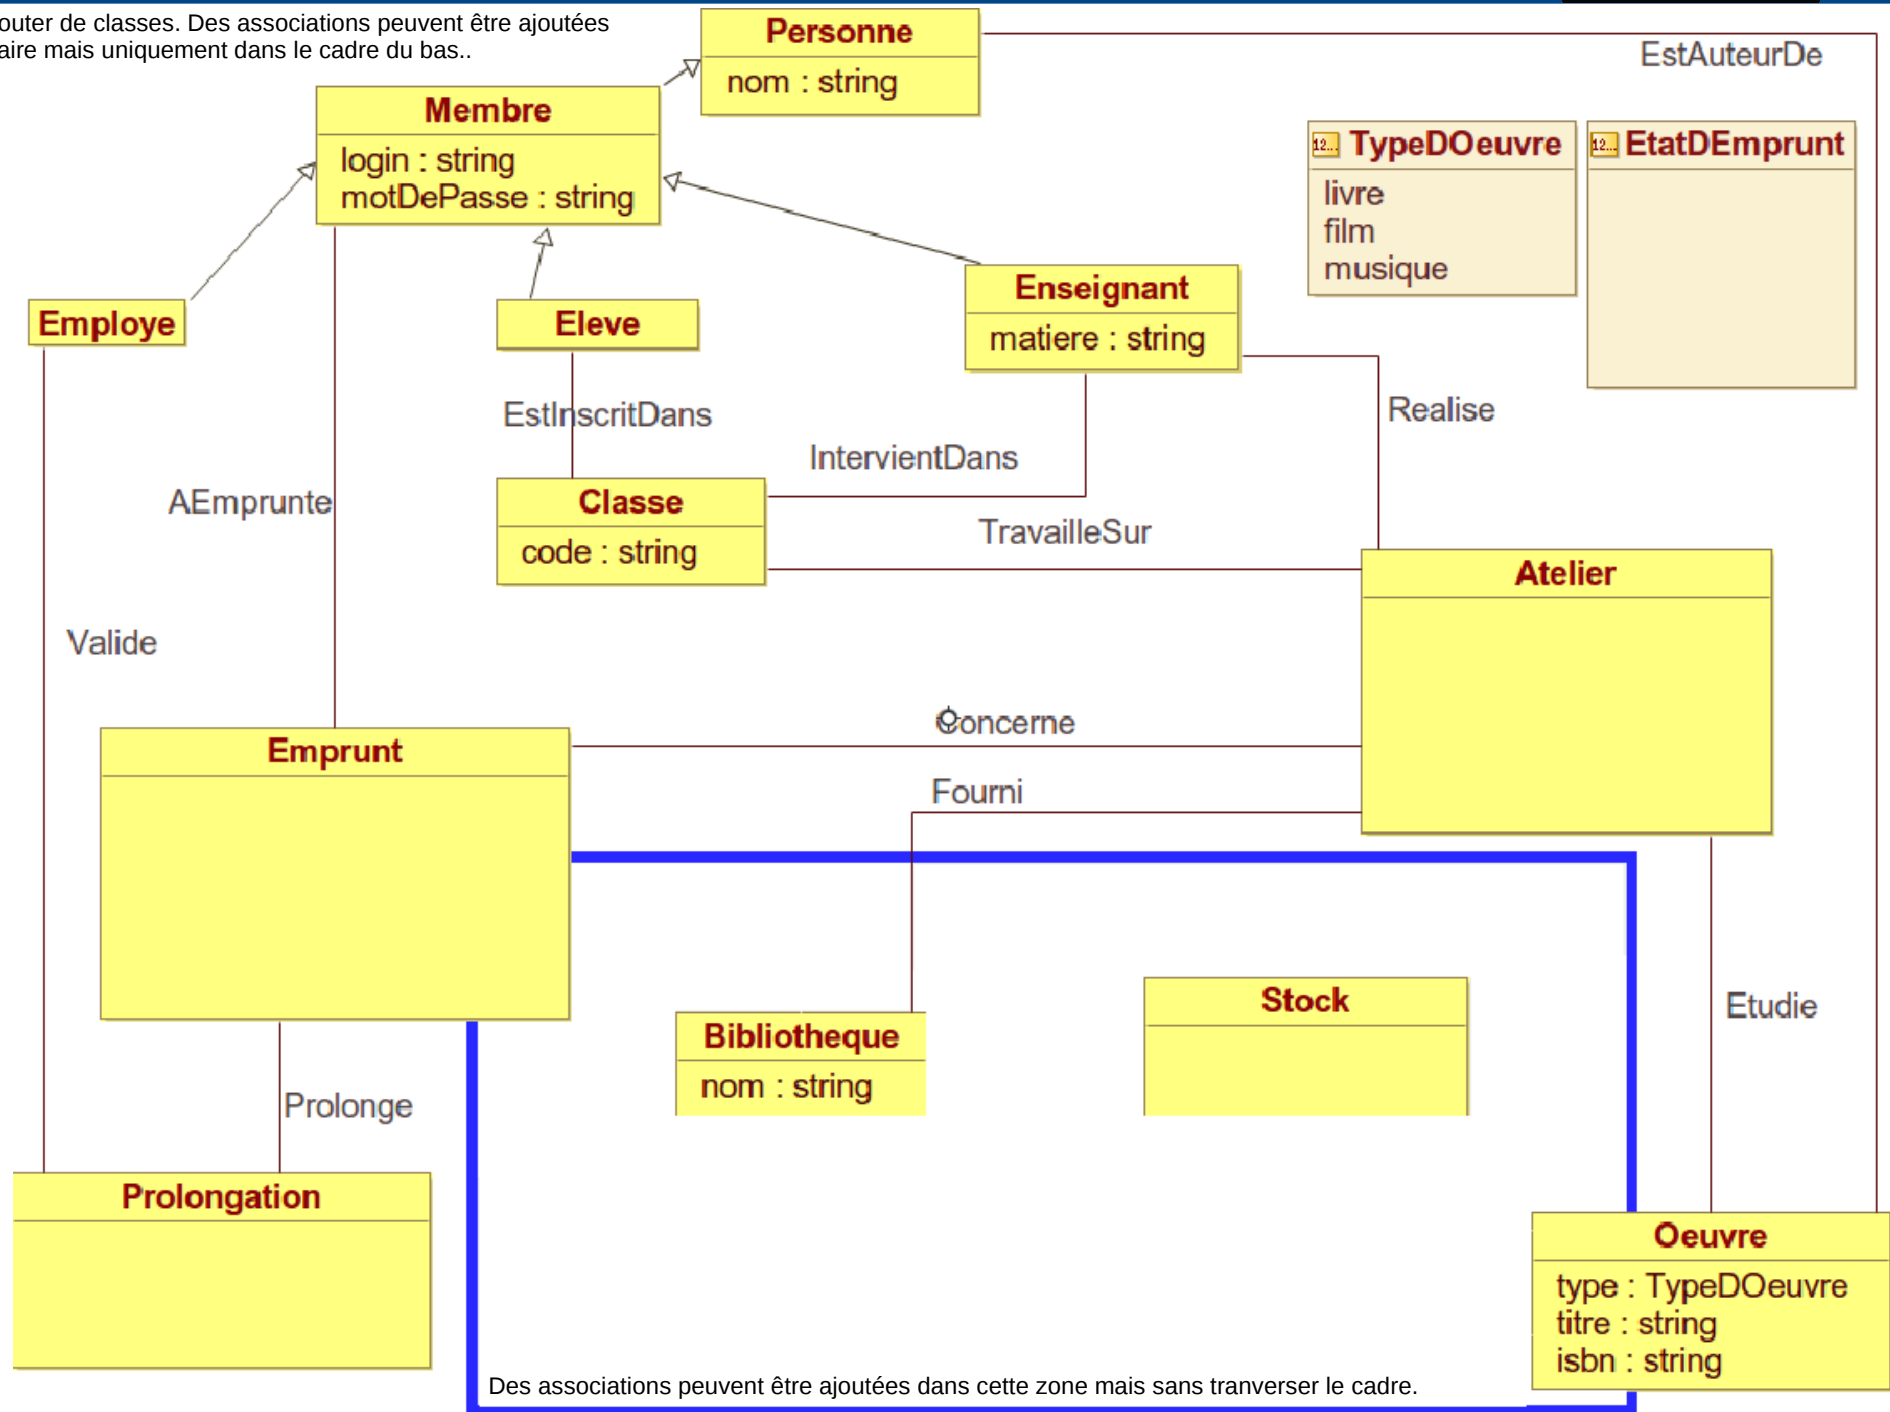 outer de classes. Des associations peuvent être ajoutées
aire mais uniquement dans le cadre du bas..
Personne
nom : string
EstAuteurDe
Membre
login : string
motDePasse : string
12... TypeDOeuvre
livre
film
musique
12... EtatDEmprunt
Employe
Eleve
Enseignant
matiere : string
EstInscritDans
Realise
IntervientDans
AEmprunte
Classe
code : string
TravailleSur
Atelier
Valide
Concerne
Emprunt
Fourni
Bibliotheque
nom : string
Stock
Etudie
Prolonge
Prolongation
Oeuvre
type : TypeDOeuvre
titre : string
isbn : string
Des associations peuvent être ajoutées dans cette zone mais sans tranverser le cadre.